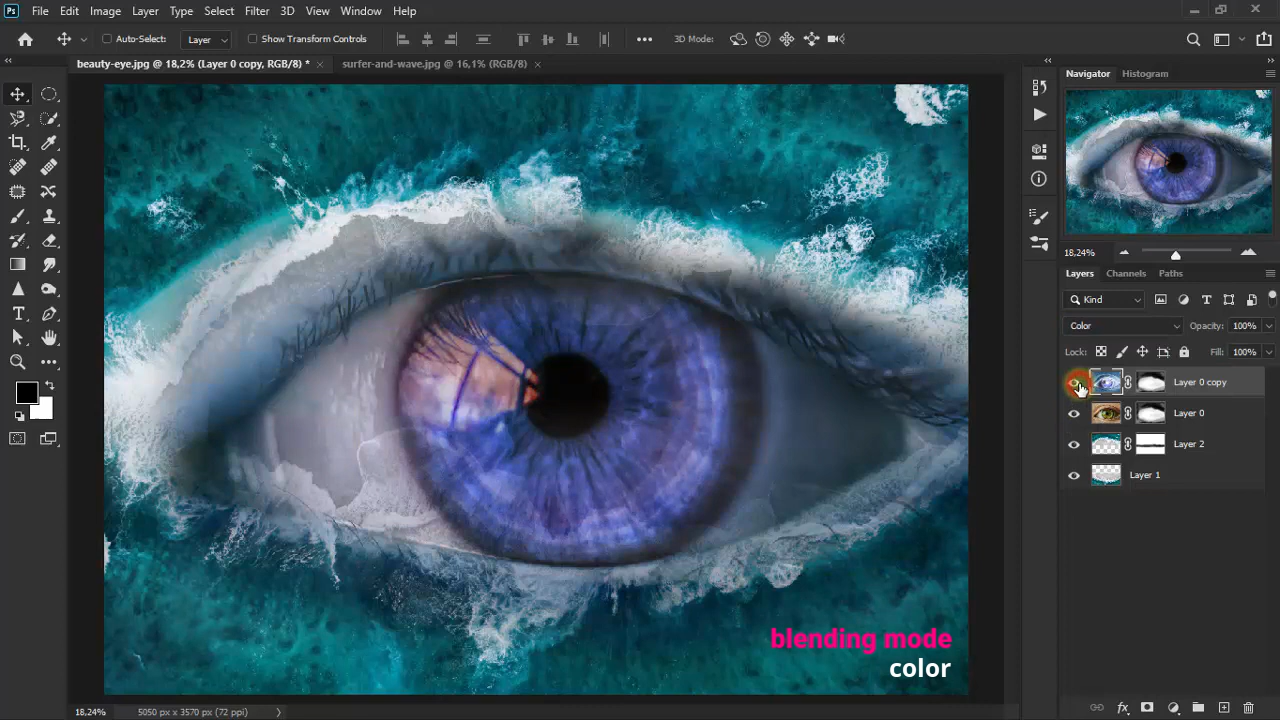 Ps File Edit Image Layer Type Select Filter 3D View Window Help
Auto-Select: Layer Show Transform Controls 3D Mode:
beauty-eye.jpg @ 18,2% (Layer 0 copy, RGB/8) * surfer-and-wave.jpg @ 16,1% (RGB/8)
Navigator Histogram
18,24%
Layers Channels Paths
Kind
Color Opacity: 100%
Lock: Fill: 100%
Layer 0 copy
Layer 0
Layer 2
Layer 1
blending mode
color
18,24% 5050 px x 3570 px (72 ppi)
fx